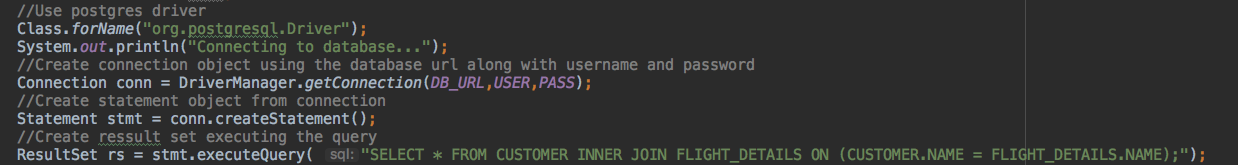 //Use postgres driver
Class.forName("org.postgresql.Driver");
System.out.println("Connecting to database...");
//Create connection object using the database url along with username and password
Connection conn = DriverManager.getConnection(DB_URL,USER,PASS);
//Create statement object from connection
Statement stmt = conn.createStatement();
//Create ressult set executing the query
ResultSet rs = stmt.executeQuery( sql: "SELECT * FROM CUSTOMER INNER JOIN FLIGHT_DETAILS ON (CUSTOMER.NAME = FLIGHT_DETAILS.NAME);");